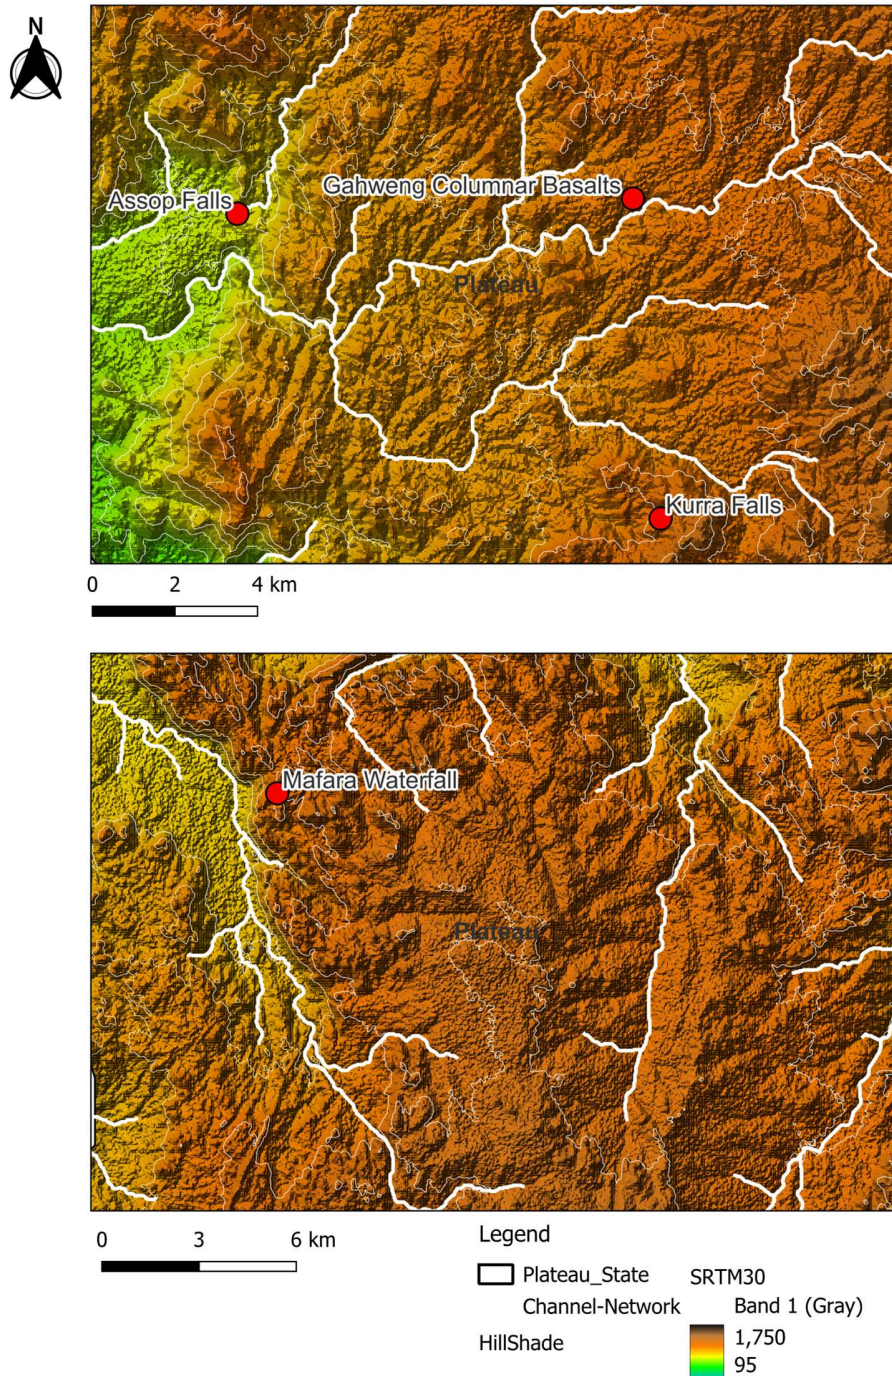 N
Assop Falls
Gahweng Columnar Basalts
Plateau
Kurra Falls
0 2 4 km
Mafara Waterfall
Plateau
0 3 6 km
Legend
Plateau_State
SRTM30
Channel-Network
Band 1 (Gray)
HillShade
1,750
95